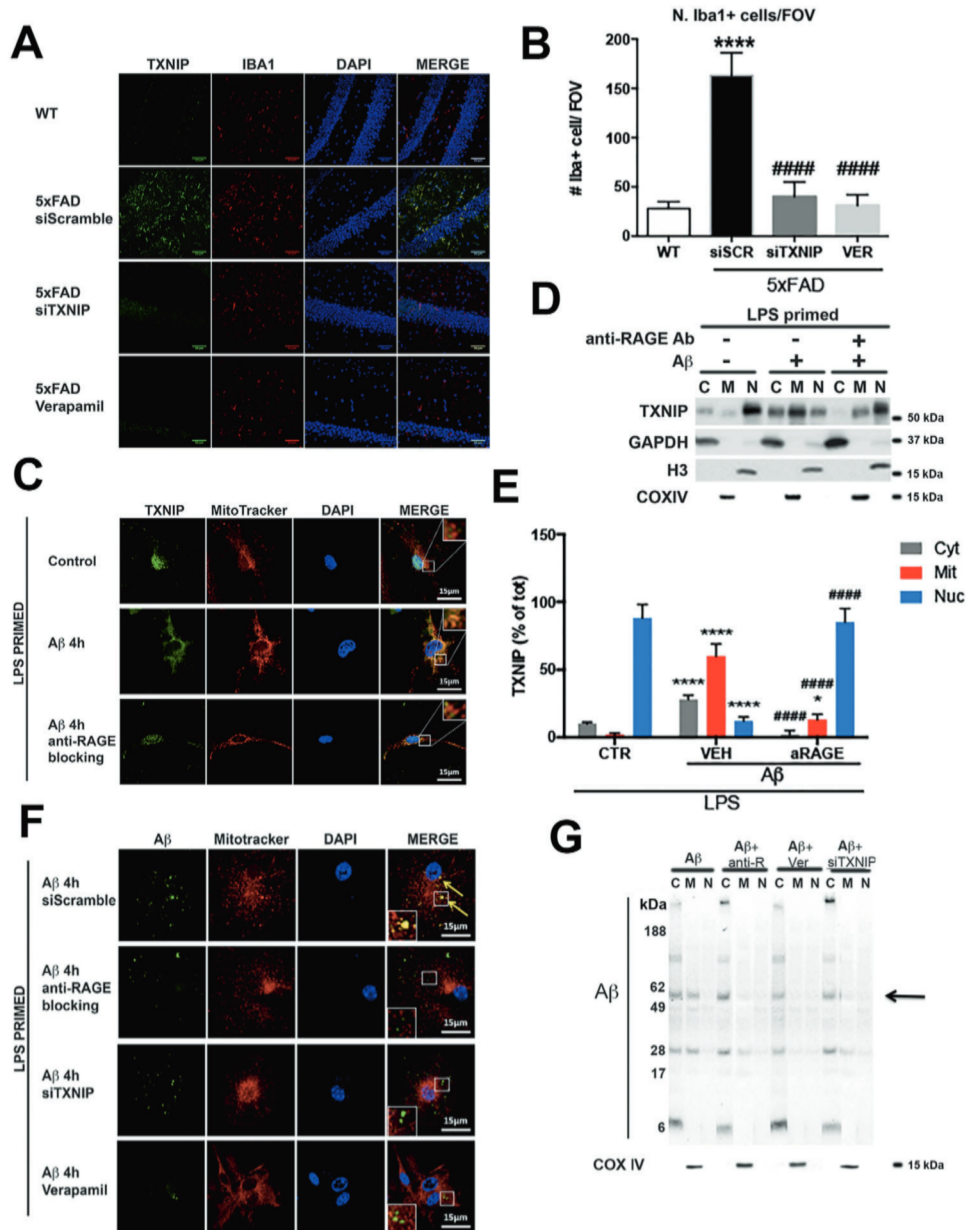 A
TXNIP IBA1 DAPI MERGE
WT
5xFAD
siScramble
5xFAD
siTXNIP
5xFAD
Verapamil
B
N. Iba1+ cells/FOV
# Iba+ cell/ FOV
200
150
100
50
0
****
####
####
WT siSCR siTXNIP VER
5xFAD
C
LPS PRIMED
TXNIP MitoTracker DAPI MERGE
Control
15µm
Aβ 4h
15µm
Aβ 4h
anti-RAGE
blocking
15µm
D
LPS primed
anti-RAGE Ab - - +
Aβ - + +
C M N C M N C M N
TXNIP 50 kDa
GAPDH 37 kDa
H3 15 kDa
COXIV 15 kDa
E
TXNIP (% of tot)
150
100
50
0
Cyt
Mit
Nuc
****
****
****
####
####
*
####
CTR VEH aRAGE
Aβ
LPS
F
LPS PRIMED
Aβ Mitotracker DAPI MERGE
Aβ 4h
siScramble
15µm
Aβ 4h
anti-RAGE
blocking
15µm
Aβ 4h
siTXNIP
15µm
Aβ 4h
Verapamil
15µm
G
Aβ Aβ+ anti-R Aβ+ Ver Aβ+ siTXNIP
C M N C M N C M N C M N
kDa
188
62
49
28
17
6
Aβ
COX IV 15 kDa